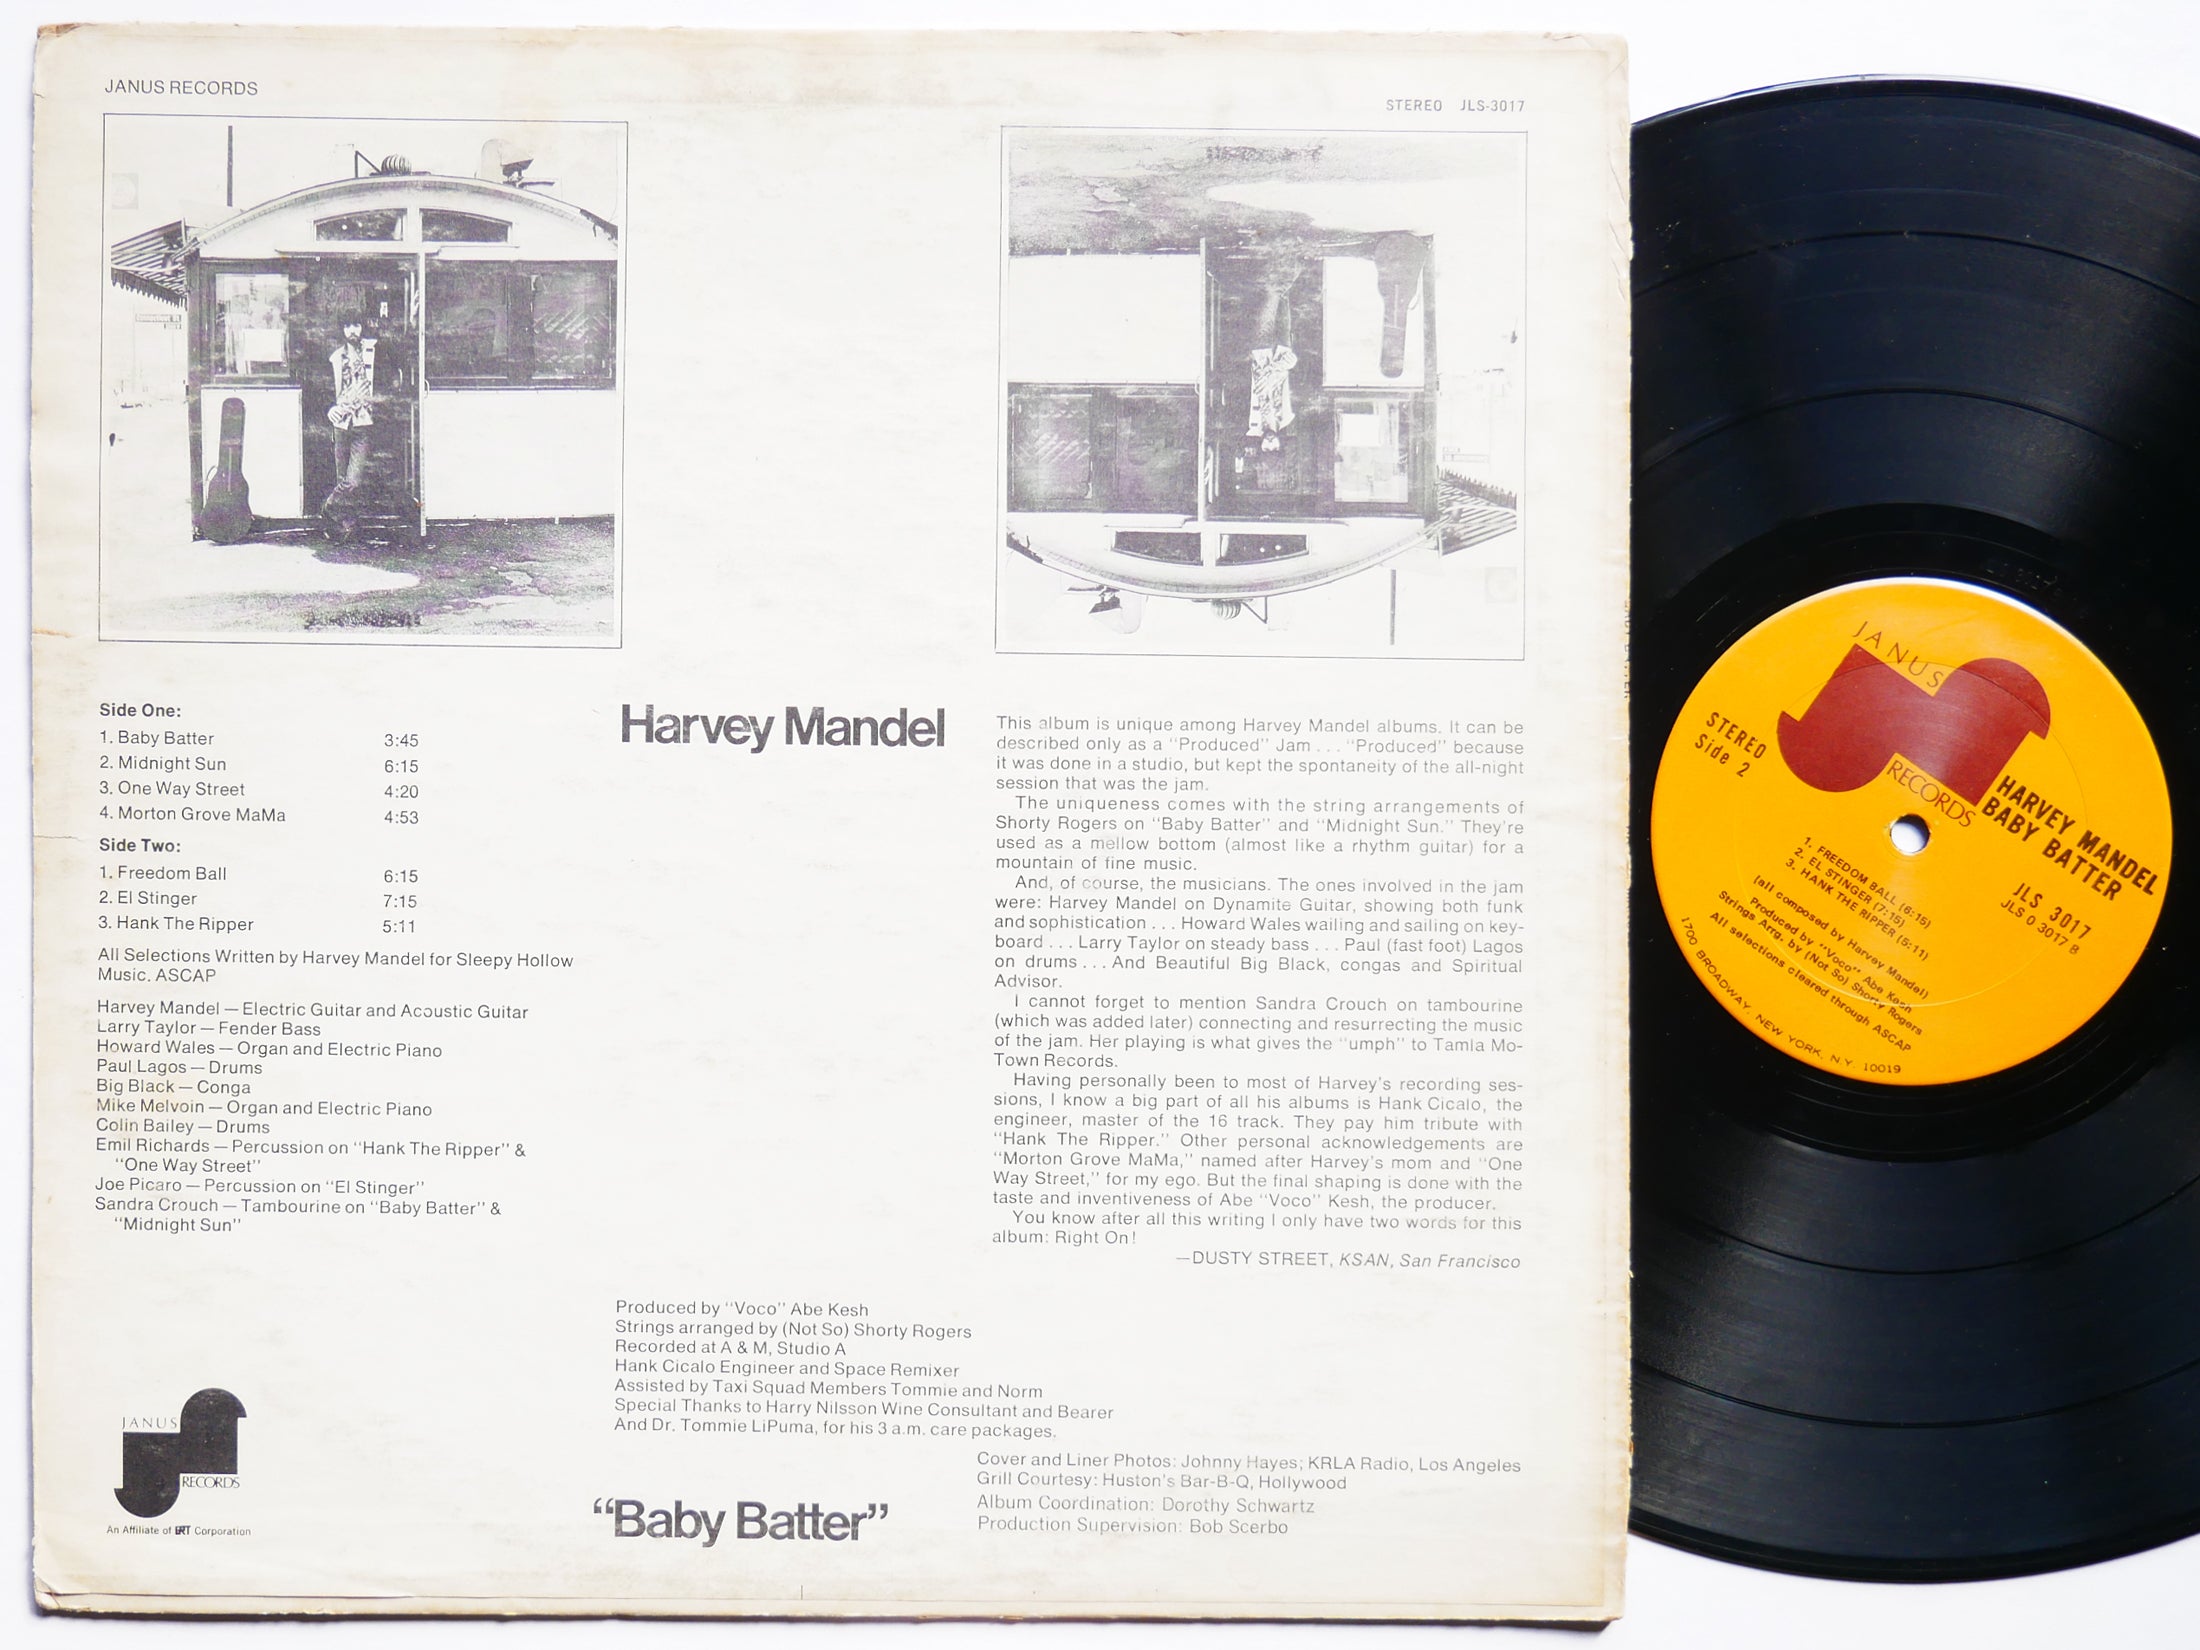 JANUS RECORDS
STEREO JLS-3017
Side One:
1. Baby Batter 3:45
2. Midnight Sun 6:15
3. One Way Street 4:20
4. Morton Grove MaMa 4:53
Side Two:
1. Freedom Ball 6:15
2. El Stinger 7:15
3. Hank The Ripper 5:11
All Selections Written by Harvey Mandel for Sleepy Hollow
Music. ASCAP
Harvey Mandel — Electric Guitar and Acoustic Guitar
Larry Taylor — Fender Bass
Howard Wales — Organ and Electric Piano
Paul Lagos — Drums
Big Black — Conga
Mike Melvoin — Organ and Electric Piano
Colin Bailey — Drums
Emil Richards — Percussion on "Hank The Ripper" &
"One Way Street"
Joe Picaro — Percussion on "El Stinger"
Sandra Crouch — Tambourine on "Baby Batter" &
"Midnight Sun"
Harvey Mandel
This album is unique among Harvey Mandel albums. It can be
described only as a "Produced" Jam . . . "Produced" because
it was done in a studio, but kept the spontaneity of the all-night
session that was the jam.
The uniqueness comes with the string arrangements of
Shorty Rogers on "Baby Batter" and "Midnight Sun." They're
used as a mellow bottom (almost like a rhythm guitar) for a
mountain of fine music.
And, of course, the musicians. The ones involved in the jam
were: Harvey Mandel on Dynamite Guitar, showing both funk
and sophistication . . . Howard Wales wailing and sailing on key-
board . . . Larry Taylor on steady bass . . . Paul (fast foot) Lagos
on drums . . . And Beautiful Big Black, congas and Spiritual
Advisor.
I cannot forget to mention Sandra Crouch on tambourine
(which was added later) connecting and resurrecting the music
of the jam. Her playing is what gives the "umph" to Tamla Mo-
Town Records.
Having personally been to most of Harvey's recording ses-
sions, I know a big part of all his albums is Hank Cicalo, the
engineer, master of the 16 track. They pay him tribute with
"Hank The Ripper." Other personal acknowledgements are
"Morton Grove MaMa," named after Harvey's mom and "One
Way Street," for my ego. But the final shaping is done with the
taste and inventiveness of Abe "Voco" Kesh, the producer.
You know after all this writing I only have two words for this
album: Right On!
—DUSTY STREET, KSAN, San Francisco
Produced by "Voco" Abe Kesh
Strings arranged by (Not So) Shorty Rogers
Recorded at A & M, Studio A
Hank Cicalo Engineer and Space Remixer
Assisted by Taxi Squad Members Tommie and Norm
Special Thanks to Harry Nilsson Wine Consultant and Bearer
And Dr. Tommie LiPuma, for his 3 a.m. care packages.
Cover and Liner Photos: Johnny Hayes; KRLA Radio, Los Angeles
Grill Courtesy: Huston's Bar-B-Q, Hollywood
Album Coordination: Dorothy Schwartz
Production Supervision: Bob Scerbo
"Baby Batter"
JANUS
RECORDS
An Affiliate of GRT Corporation
JANUS
RECORDS
STEREO
Side 2
HARVEY MANDEL
BABY BATTER
JLS 3017
JLS 0 3017 B
1. FREEDOM BALL (6:15)
2. EL STINGER (7:15)
3. HANK THE RIPPER (5:11)
(all composed by Harvey Mandel)
Produced by "Voco" Abe Kesh
Strings Arrg. by (Not So) Shorty Rogers
All selections cleared through ASCAP
1700 BROADWAY, NEW YORK, N.Y. 10019